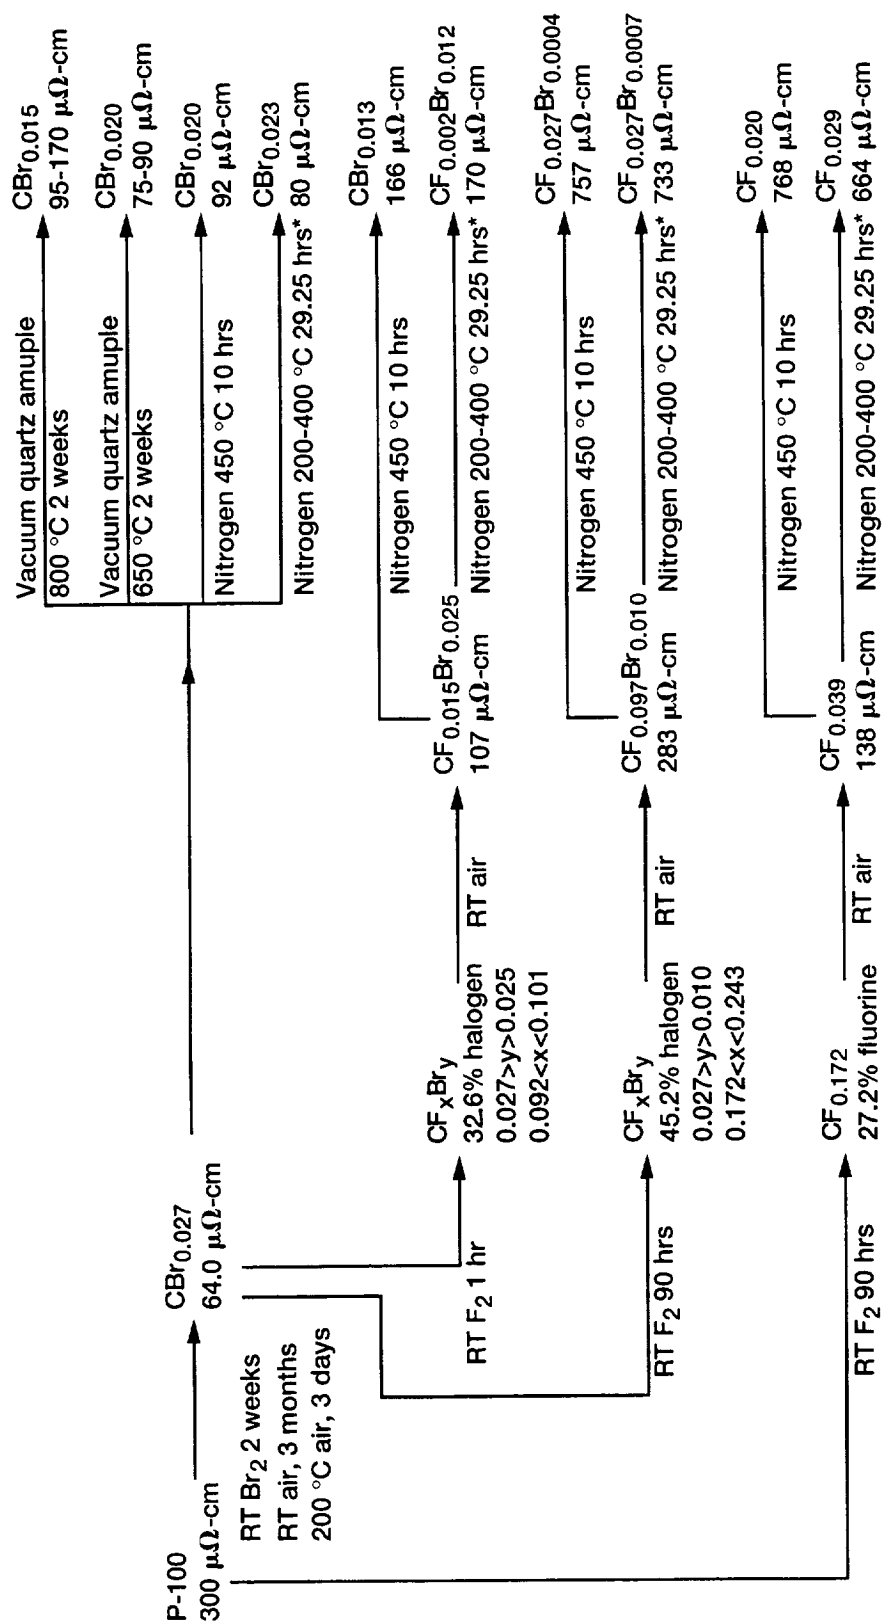 P-100
300 µΩ-cm
RT Br2 2 weeks
RT air, 3 months
200 °C air, 3 days
CBr0.027
64.0 µΩ-cm
Vacuum quartz amuple
800 °C 2 weeks
CBr0.015
95-170 µΩ-cm
Vacuum quartz amuple
650 °C 2 weeks
CBr0.020
75-90 µΩ-cm
Nitrogen 450 °C 10 hrs
CBr0.020
92 µΩ-cm
Nitrogen 200-400 °C 29.25 hrs*
CBr0.023
80 µΩ-cm
RT F2 1 hr
CFxBry
32.6% halogen
0.027>y>0.025
0.092<x<0.101
RT air
CF0.015Br0.025
107 µΩ-cm
Nitrogen 450 °C 10 hrs
CBr0.013
166 µΩ-cm
Nitrogen 200-400 °C 29.25 hrs*
CF0.002Br0.012
170 µΩ-cm
RT F2 90 hrs
CFxBry
45.2% halogen
0.027>y>0.010
0.172<x<0.243
RT air
CF0.097Br0.010
283 µΩ-cm
Nitrogen 450 °C 10 hrs
CF0.027Br0.0004
757 µΩ-cm
Nitrogen 200-400 °C 29.25 hrs*
CF0.027Br0.0007
733 µΩ-cm
RT F2 90 hrs
CF0.172
27.2% fluorine
RT air
CF0.039
138 µΩ-cm
Nitrogen 450 °C 10 hrs
CF0.020
768 µΩ-cm
Nitrogen 200-400 °C 29.25 hrs*
CF0.029
664 µΩ-cm